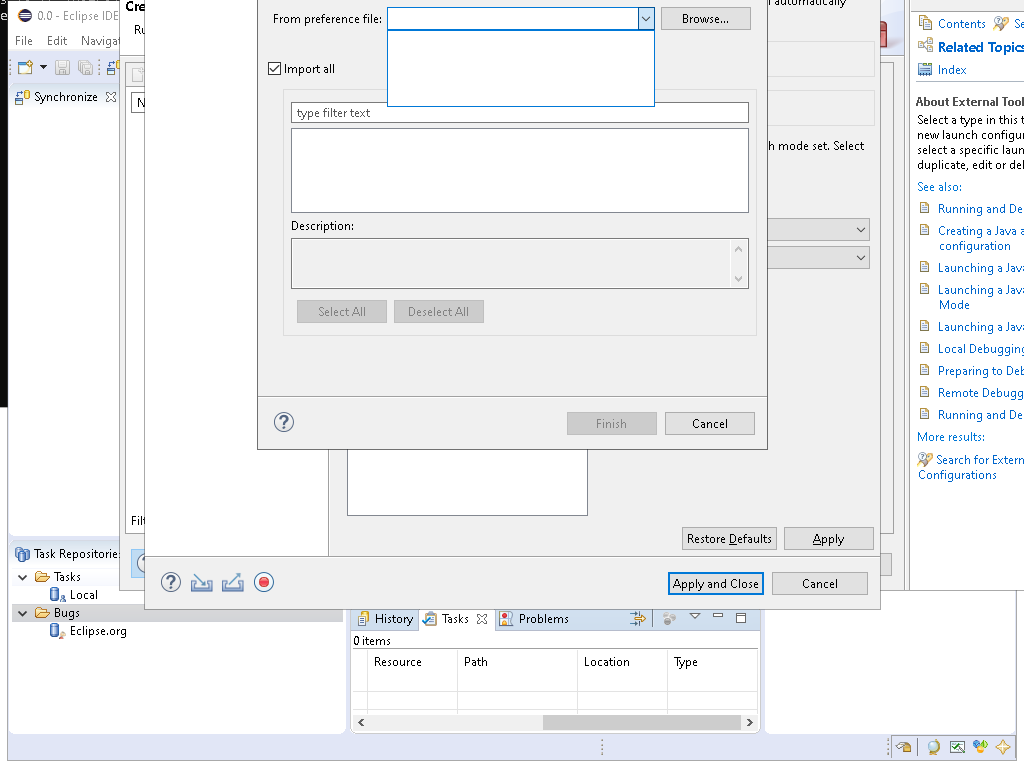 0.0 - Eclipse IDE
Cre
From preference file:
Browse...
automatically
Contents
Se
Ru
File
Edit
Navigat
Related Topics
Index
Import all
Synchronize
N
About External Tool
type filter text
Select a type in this t
new launch configur
h mode set. Select
select a specific laun
duplicate, edit or del
See also:
Running and De
Description:
Creating a Java a
configuration
Launching a Java
Launching a Java
Mode
Select All
Deselect All
Launching a Java
Local Debugging
Preparing to Deb
Remote Debugg
Running and De
Finish
Cancel
More results:
Search for Extern
Configurations
Filt
Restore Defaults
Apply
Task Repositories
Tasks
Local
Apply and Close
Cancel
Bugs
Eclipse.org
History
Tasks
Problems
0 items
Resource
Path
Location
Type